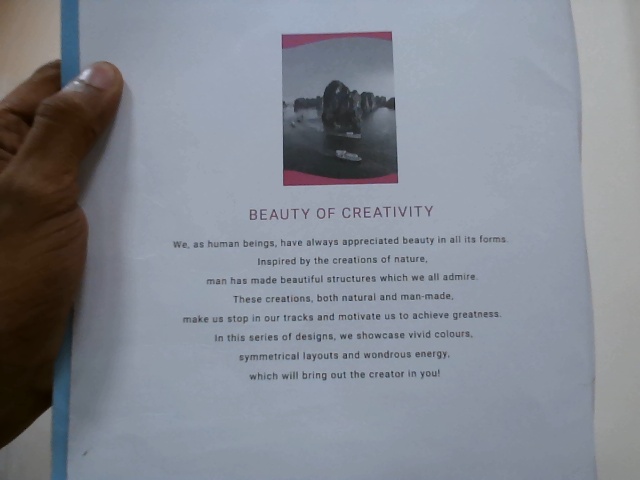 BEAUTY OF CREATIVITY
We, as human beings, have always appreciated beauty in all its forms.
Inspired by the creations of nature,
man has made beautiful structures which we all admire.
These creations, both natural and man-made,
make us stop in our tracks and motivate us to achieve greatness.
In this series of designs, we showcase vivid colours,
symmetrical layouts and wondrous energy,
which will bring out the creator in you!